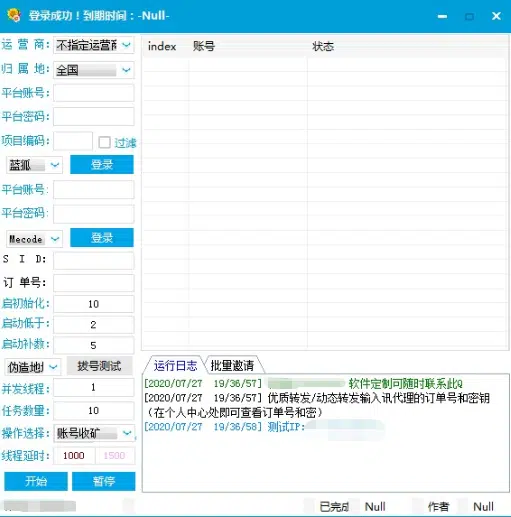 登录成功！到期时间：-Null-
运 营 商： 不指定运营商
归 属 地： 全国
平台账号：
平台密码：
项目编码： 过滤
蓝狐 登录
平台账号：
平台密码：
Mecode 登录
S I D：
订 单号：
启初始化： 10
启动低于： 2
启动补数： 5
伪造地址 拨号测试
并发线程： 1
任务数量： 10
操作选择： 账号收矿
线程延时： 1000 1500
开始 暂停
index 账号 状态
运行日志 批量邀请
[2020/07/27 19/36/57] 软件定制可随时联系此Q
[2020/07/27 19/36/57] 优质转发/动态转发输入讯代理的订单号和密钥
（在个人中心处即可查看订单号和密）
[2020/07/27 19/36/58] 测试IP：
已完成 Null 作者 Null